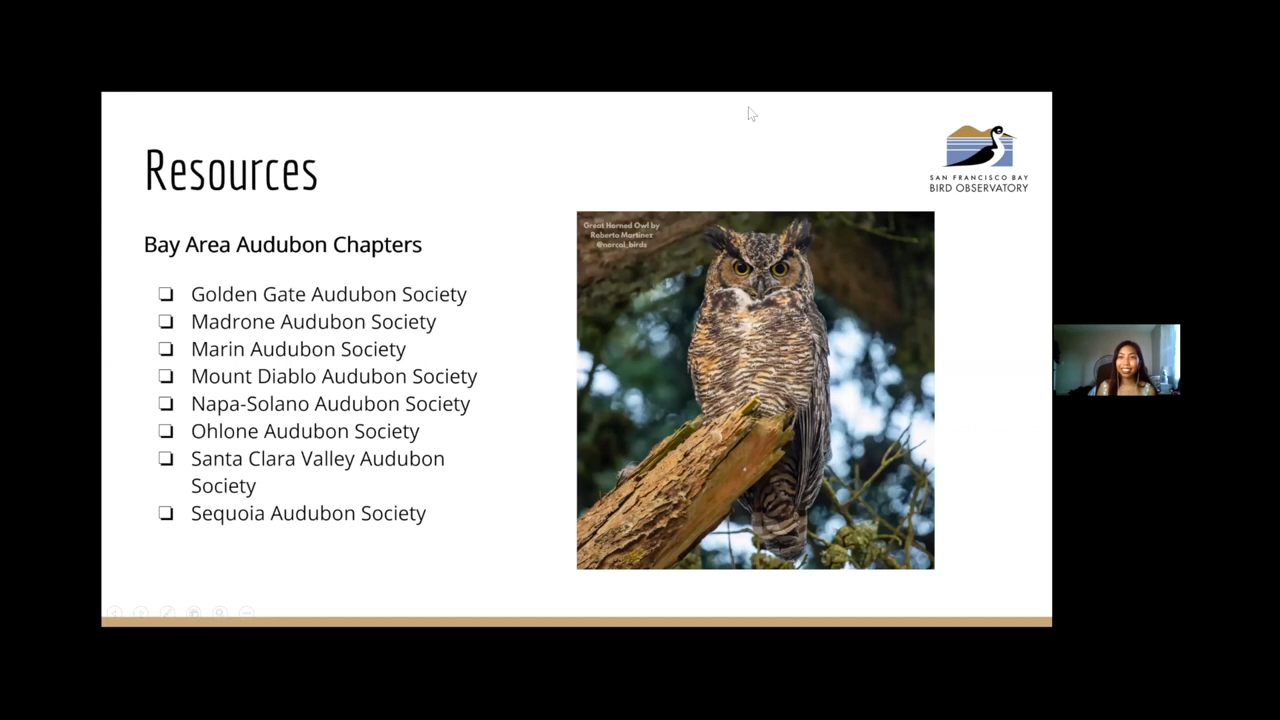 Resources
SAN FRANCISCO BAY
BIRD OBSERVATORY
Bay Area Audubon Chapters
Great Horned Owl by
Roberto Martinez
@norcal_birds
Golden Gate Audubon Society
Madrone Audubon Society
Marin Audubon Society
Mount Diablo Audubon Society
Napa-Solano Audubon Society
Ohlone Audubon Society
Santa Clara Valley Audubon
Society
Sequoia Audubon Society